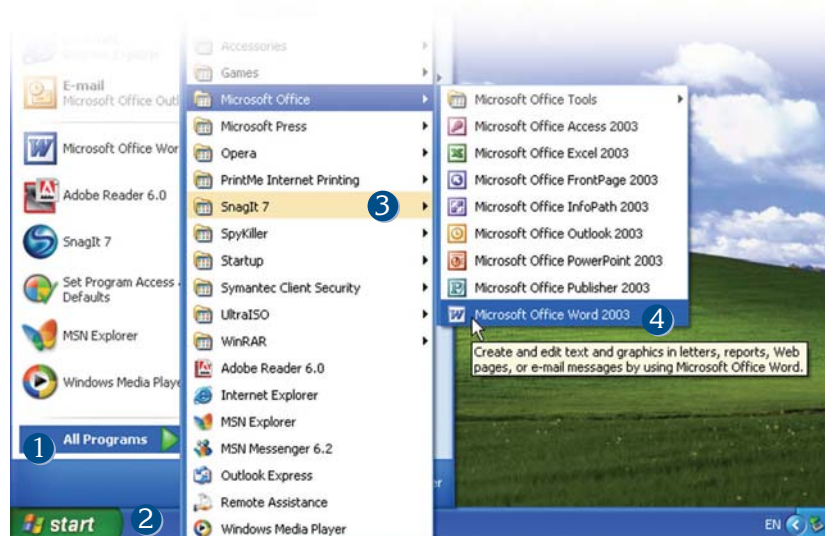 E-mail
Microsoft Office Outl
Microsoft Office Wor
Adobe Reader 6.0
SnagIt 7
Set Program Access
Defaults
MSN Explorer
Windows Media Playe
1
All Programs
start
2
Accessories
Games
Microsoft Office
Microsoft Press
Opera
PrintMe Internet Printing
SnagIt 7
3
SpyKiller
Startup
Symantec Client Security
UltraISO
WinRAR
Adobe Reader 6.0
Internet Explorer
MSN Explorer
MSN Messenger 6.2
Outlook Express
Remote Assistance
Windows Media Player
Microsoft Office Tools
Microsoft Office Access 2003
Microsoft Office Excel 2003
Microsoft Office FrontPage 2003
Microsoft Office InfoPath 2003
Microsoft Office Outlook 2003
Microsoft Office PowerPoint 2003
Microsoft Office Publisher 2003
Microsoft Office Word 2003
4
Create and edit text and graphics in letters, reports, Web
pages, or e-mail messages by using Microsoft Office Word.
EN